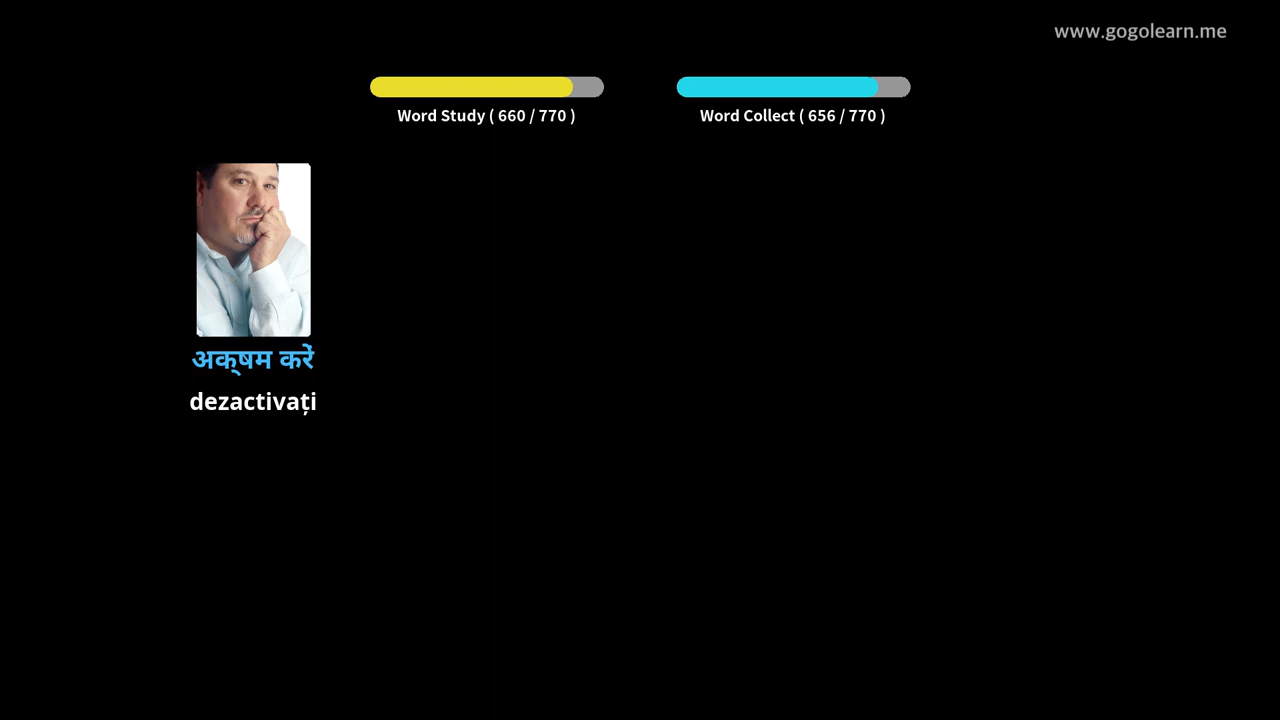 www.gogolearn.me
Word Study ( 660 / 770 )
Word Collect ( 656 / 770 )
अक्षम करें
dezactivați